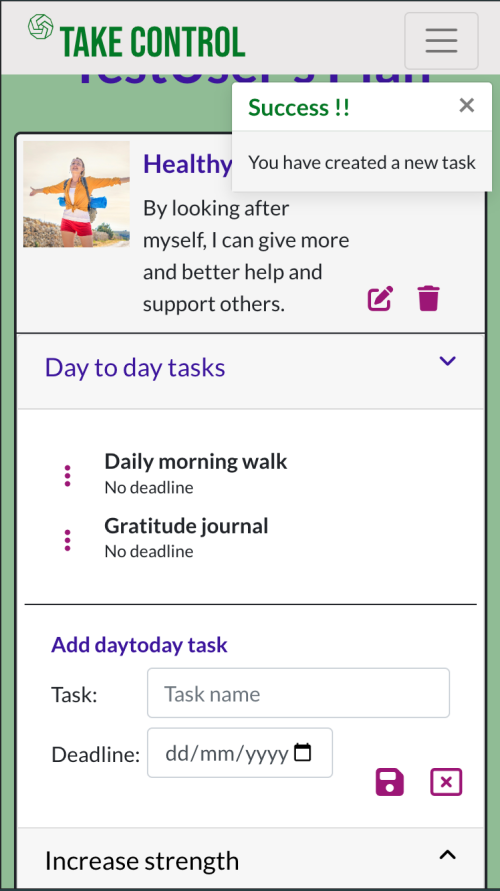 TAKE CONTROL
TestUser's Plan
Success !!
You have created a new task
Healthy
By looking after
myself, I can give more
and better help and
support others.
Day to day tasks
Daily morning walk
No deadline
Gratitude journal
No deadline
Add daytoday task
Task: Task name
Deadline: dd/mm/yyyy
Increase strength